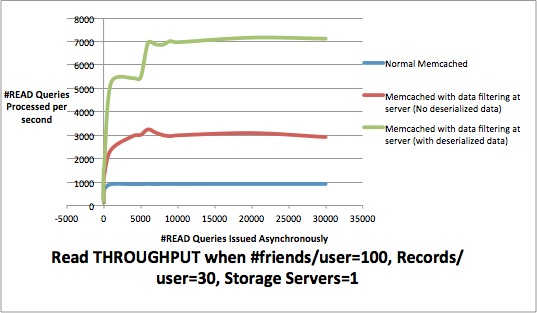 8000
7000
6000
5000
4000
3000
2000
1000
0
#READ Queries
Processed per
second
-5000 0 5000 10000 15000 20000 25000 30000 35000
#READ Queries Issued Asynchronously
Normal Memcached
Memcached with data filtering at
server (No deserialized data)
Memcached with data filtering at
server (with deserialized data)
Read THROUGHPUT when #friends/user=100, Records/
user=30, Storage Servers=1